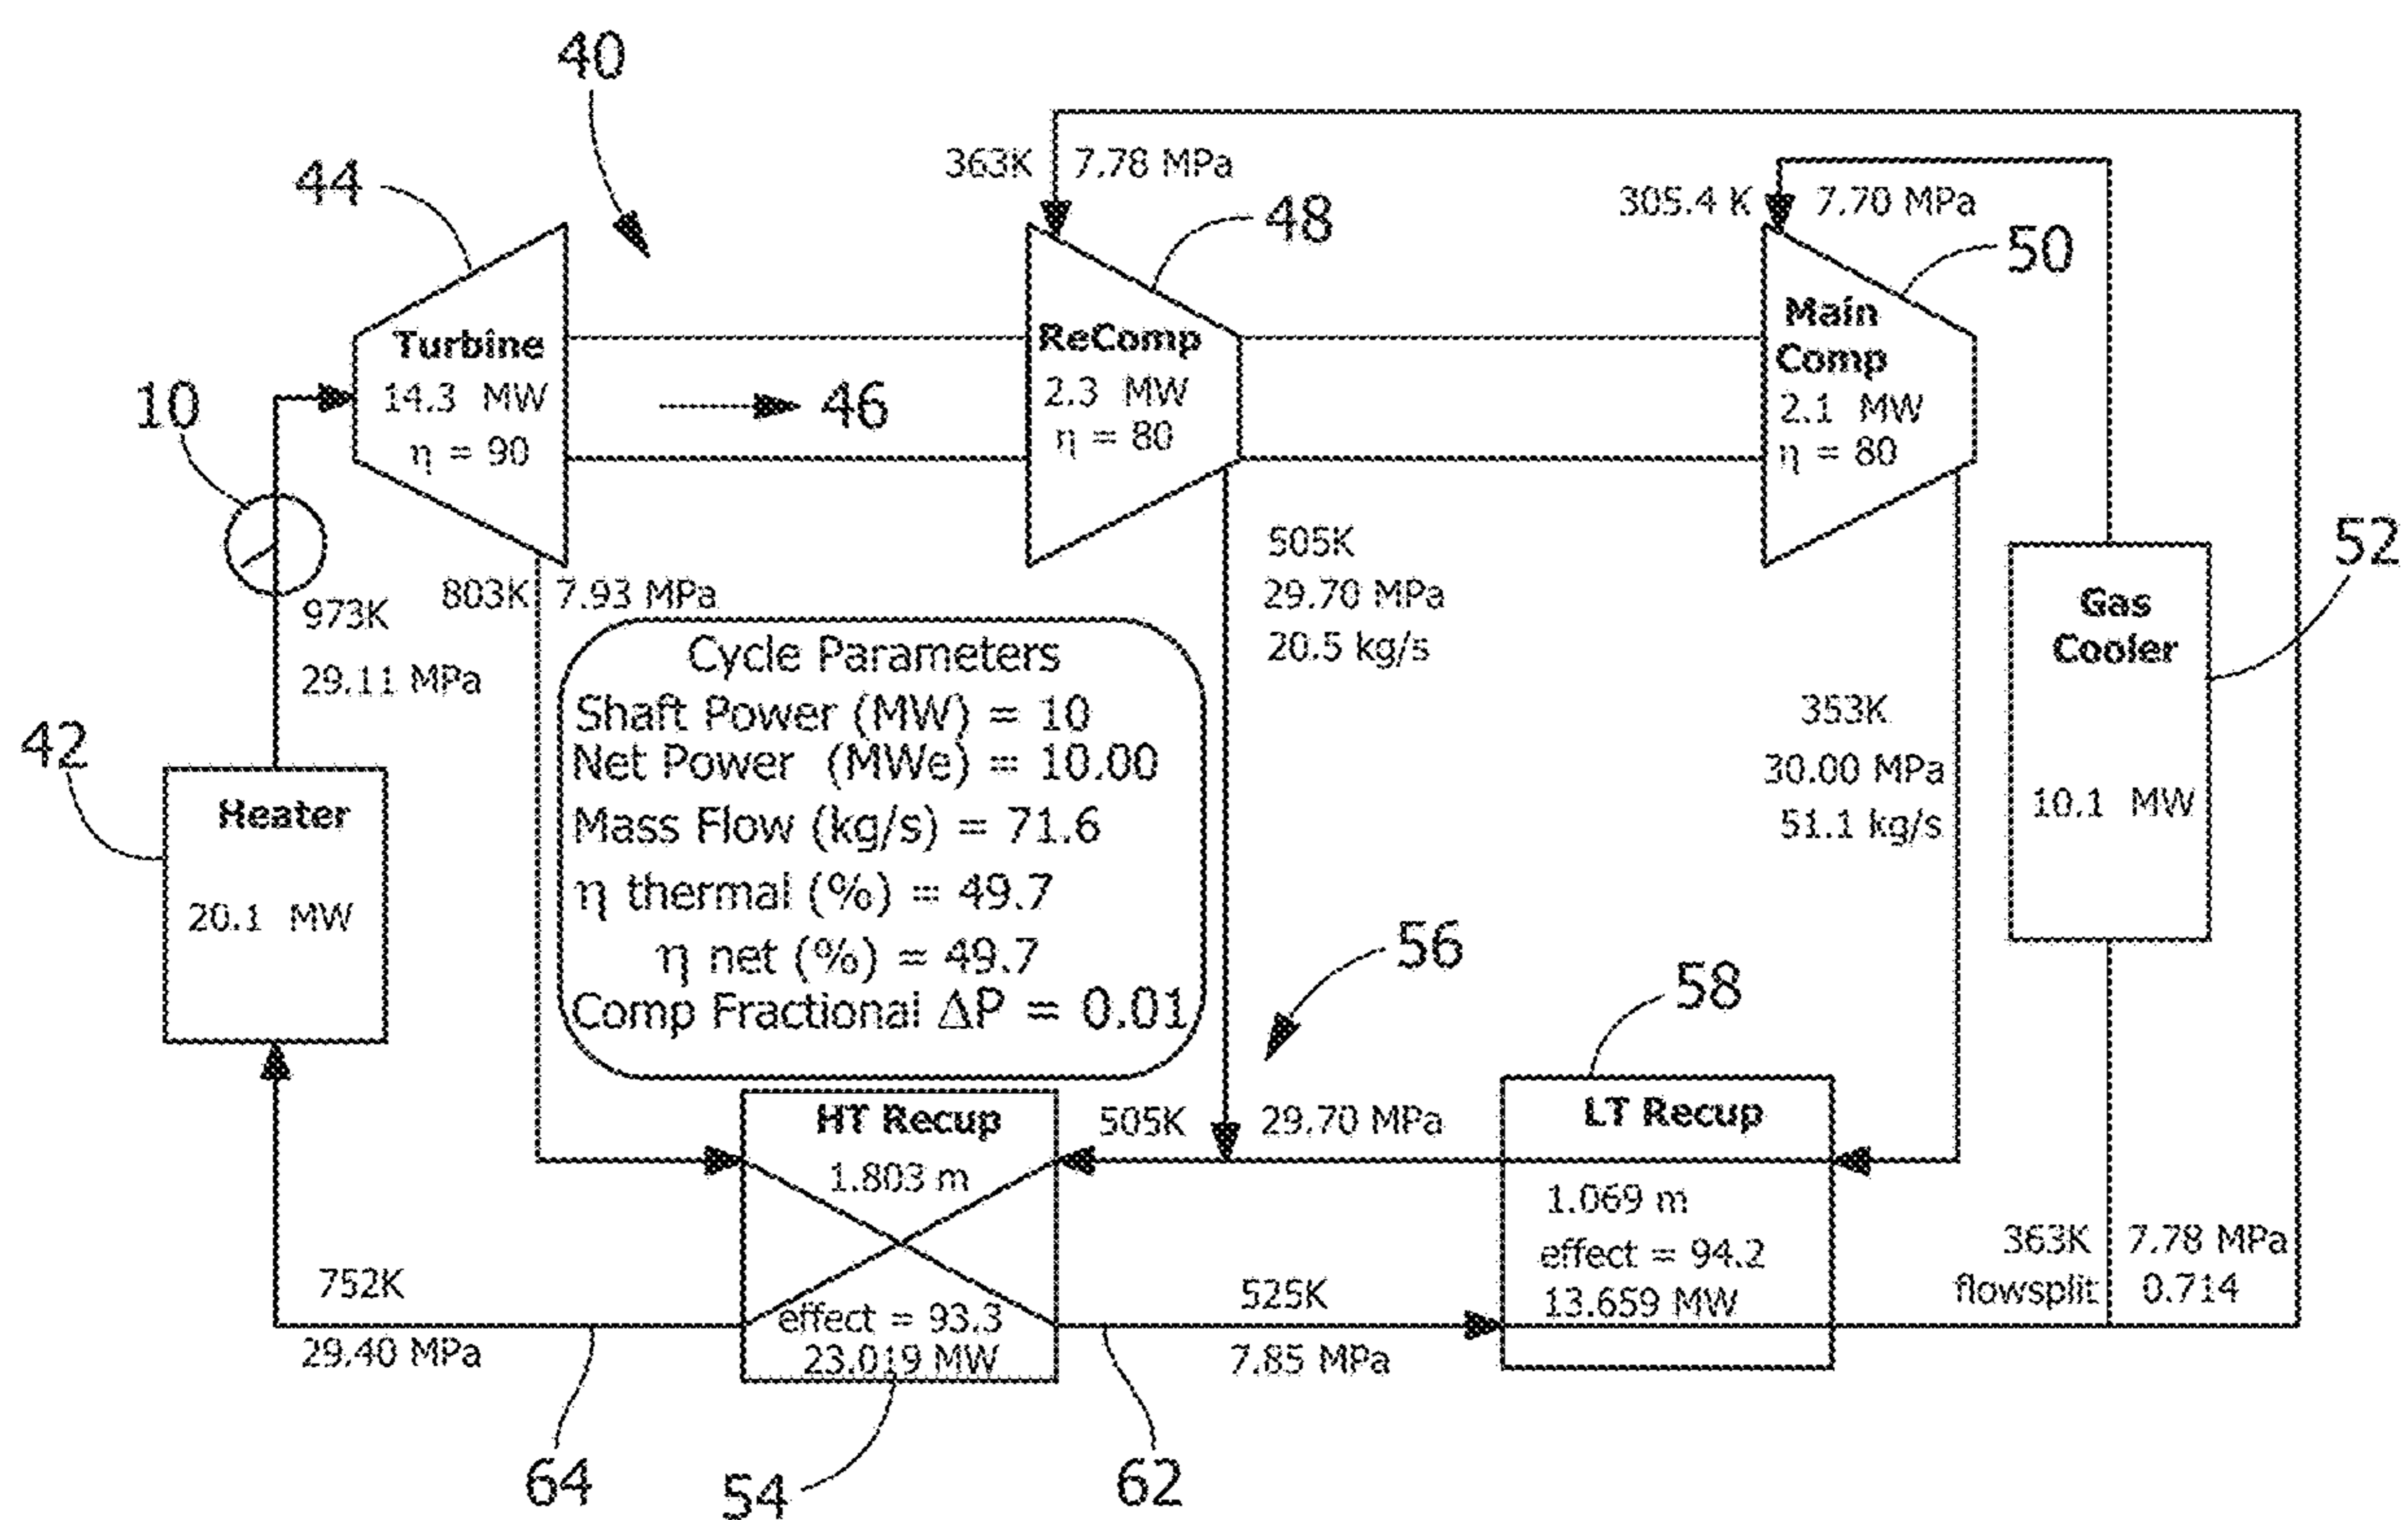 40
44
363K 7.78 MPa
48
305.4 K 7.70 MPa
50
10
Turbine
14.3 MW
η = 90
46
ReComp
2.3 MW
η = 80
Main
Comp
2.1 MW
η = 80
52
973K
29.11 MPa
803K 7.93 MPa
505K
29.70 MPa
20.5 kg/s
353K
30.00 MPa
51.1 kg/s
Gas
Cooler
10.1 MW
42
Heater
20.1 MW
Cycle Parameters
Shaft Power (MW) = 10
Net Power (MWe) = 10.00
Mass Flow (kg/s) = 71.6
η thermal (%) = 49.7
η net (%) = 49.7
Comp Fractional ΔP = 0.01
56
58
HT Recup
1.803 m
effect = 93.3
23.019 MW
505K 29.70 MPa
LT Recup
1.069 m
effect = 94.2
13.659 MW
363K 7.78 MPa
flowsplit 0.714
752K
29.40 MPa
525K
7.85 MPa
64
54
62